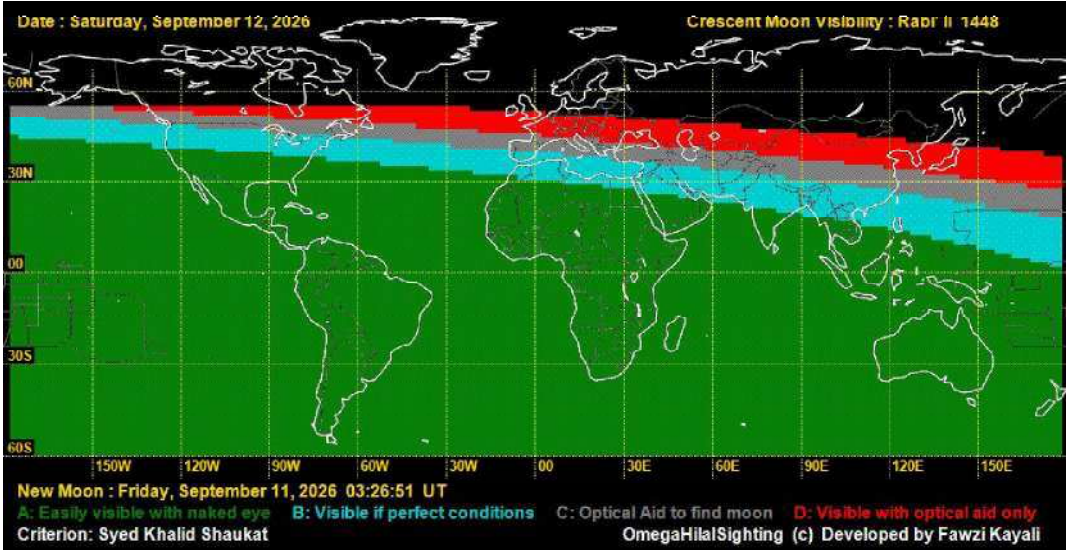 Date : Saturday, September 12, 2026 Crescent Moon Visibility : Rabi' II 1448
60N
30N
00
30S
60S
150W 120W 90W 60W 30W 00 30E 60E 90E 120E 150E
New Moon : Friday, September 11, 2026 03:26:51 UT
A: Easily visible with naked eye B: Visible if perfect conditions C: Optical Aid to find moon D: Visible with optical aid only
Criterion: Syed Khalid Shaukat OmegaHilalSighting (c) Developed by Fawzi Kayali